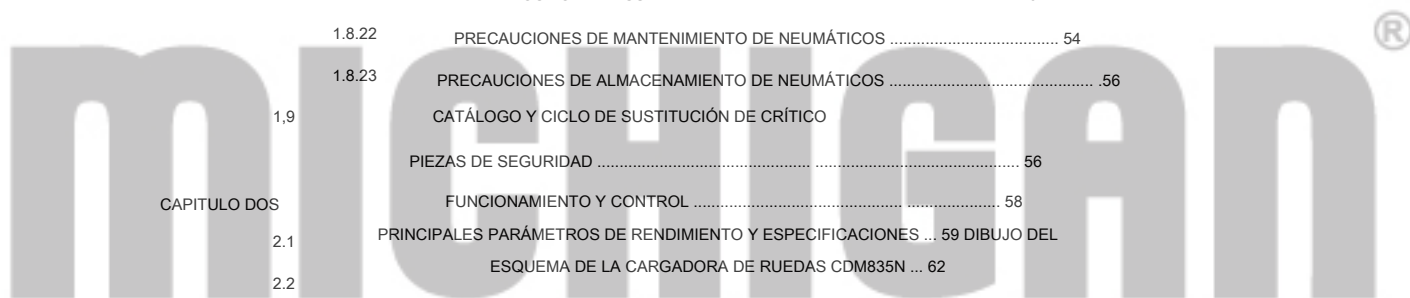 MICHIGAN®
1.8.22 PRECAUCIONES DE MANTENIMIENTO DE NEUMÁTICOS ...................................... 54
1.8.23 PRECAUCIONES DE ALMACENAMIENTO DE NEUMÁTICOS .............................................. .56
1,9 CATÁLOGO Y CICLO DE SUSTITUCIÓN DE CRÍTICO
PIEZAS DE SEGURIDAD ................................................ .............................................. 56
CAPITULO DOS FUNCIONAMIENTO Y CONTROL ............................................... ..................... 58
2.1 PRINCIPALES PARÁMETROS DE RENDIMIENTO Y ESPECIFICACIONES ... 59 DIBUJO DEL
2.2 ESQUEMA DE LA CARGADORA DE RUEDAS CDM835N ... 62